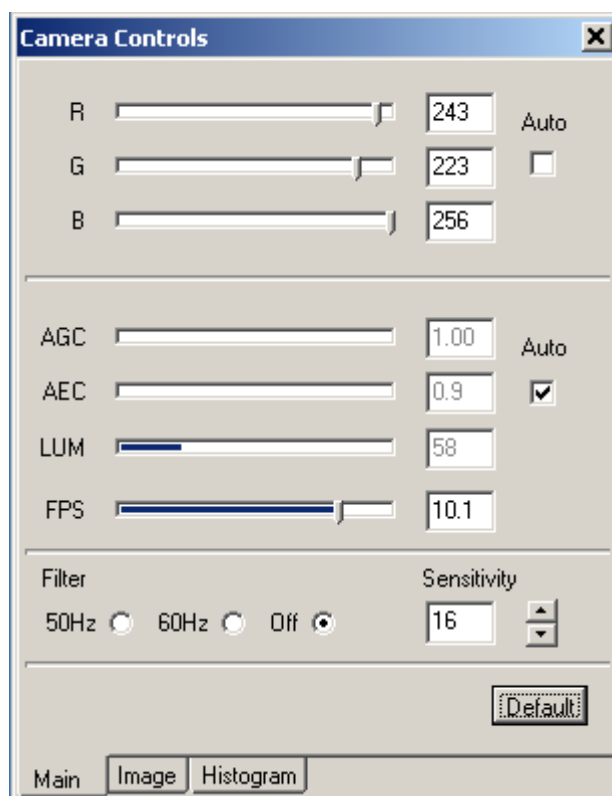 Camera Controls
R 243 Auto
G 223
B 256
AGC 1.00 Auto
AEC 0.9
LUM 58
FPS 10.1
Filter Sensitivity
50Hz 60Hz Off 16
Default
Main Image Histogram